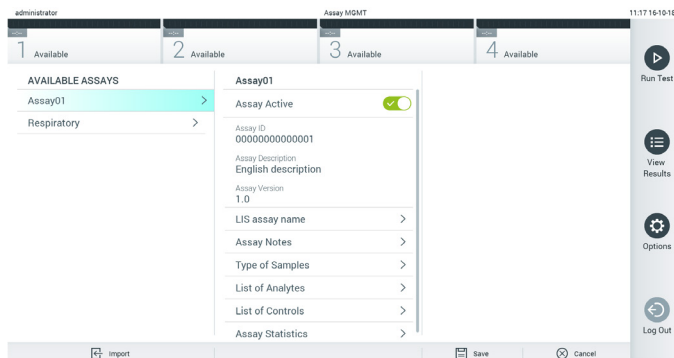 administrator Assay MGMT 11:17 16-10-18
--:-- --:-- --:-- --:--
1 Available 2 Available 3 Available 4 Available
Run Test
AVAILABLE ASSAYS
Assay01
Respiratory
Assay01
Assay Active
Assay ID
00000000000001
Assay Description
English description
Assay Version
1.0
LIS assay name
Assay Notes
Type of Samples
List of Analytes
List of Controls
Assay Statistics
View
Results
Options
Log Out
Import Save Cancel